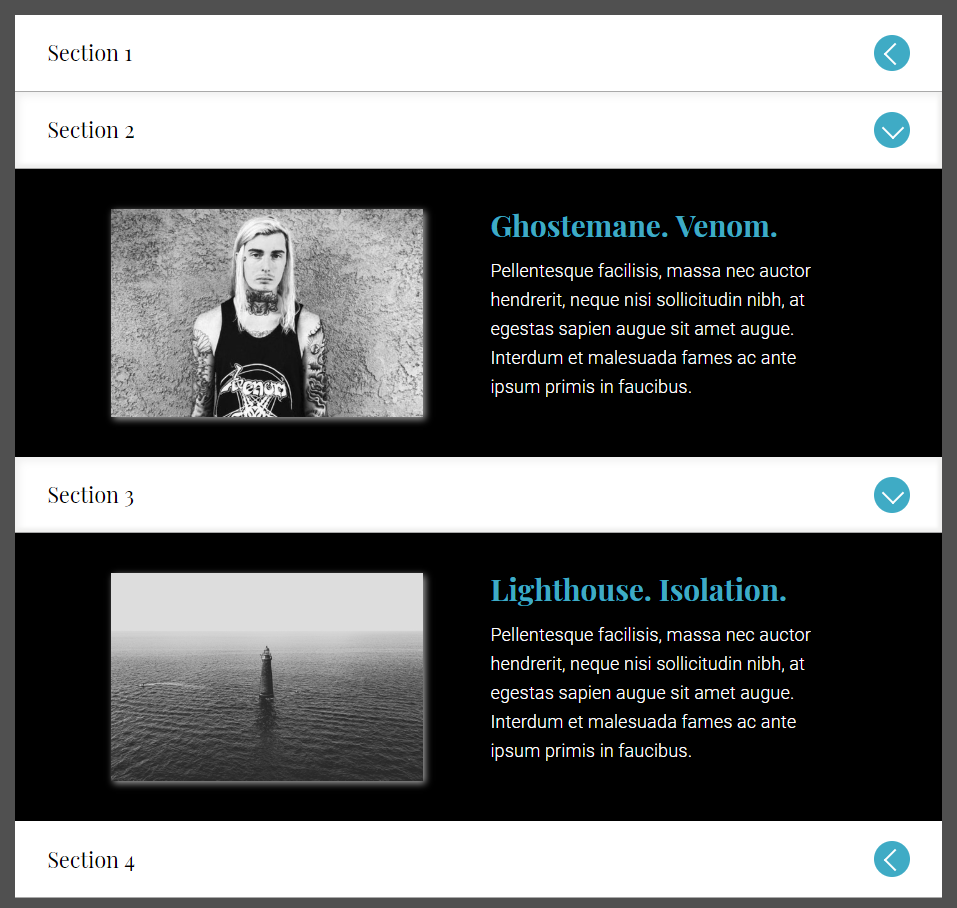 Section 1
Section 2
Venom
Ghostemane. Venom.
Pellentesque facilisis, massa nec auctor
hendrerit, neque nisi sollicitudin nibh, at
egestas sapien augue sit amet augue.
Interdum et malesuada fames ac ante
ipsum primis in faucibus.
Section 3
Lighthouse. Isolation.
Pellentesque facilisis, massa nec auctor
hendrerit, neque nisi sollicitudin nibh, at
egestas sapien augue sit amet augue.
Interdum et malesuada fames ac ante
ipsum primis in faucibus.
Section 4